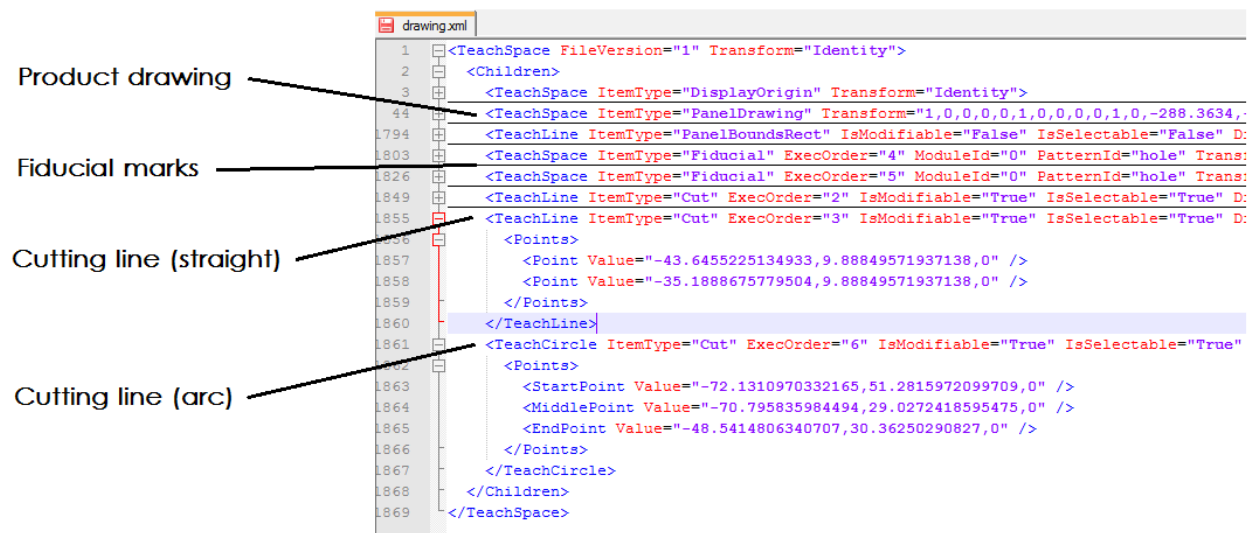 drawing.xml
1 <TeachSpace FileVersion="1" Transform="Identity">
2 <Children>
3 <TeachSpace ItemType="DisplayOrigin" Transform="Identity">
Product drawing
44 <TeachSpace ItemType="PanelDrawing" Transform="1,0,0,0,0,1,0,0,0,0,1,0,-288.3634,-
1794 <TeachLine ItemType="PanelBoundsRect" IsModifiable="False" IsSelectable="False" Di
Fiducial marks
1803 <TeachSpace ItemType="Fiducial" ExecOrder="4" ModuleId="0" PatternId="hole" Transf
1826 <TeachSpace ItemType="Fiducial" ExecOrder="5" ModuleId="0" PatternId="hole" Transf
1849 <TeachLine ItemType="Cut" ExecOrder="2" IsModifiable="True" IsSelectable="True" Di
Cutting line (straight)
1855 <TeachLine ItemType="Cut" ExecOrder="3" IsModifiable="True" IsSelectable="True" Di
1856 <Points>
1857 <Point Value="-43.6455225134933,9.88849571937138,0" />
1858 <Point Value="-35.1888675779504,9.88849571937138,0" />
1859 </Points>
1860 </TeachLine>
Cutting line (arc)
1861 <TeachCircle ItemType="Cut" ExecOrder="6" IsModifiable="True" IsSelectable="True"
1862 <Points>
1863 <StartPoint Value="-72.1310970332165,51.2815972099709,0" />
1864 <MiddlePoint Value="-70.795835984494,29.0272418595475,0" />
1865 <EndPoint Value="-48.5414806340707,30.36250290827,0" />
1866 </Points>
1867 </TeachCircle>
1868 </Children>
1869 </TeachSpace>